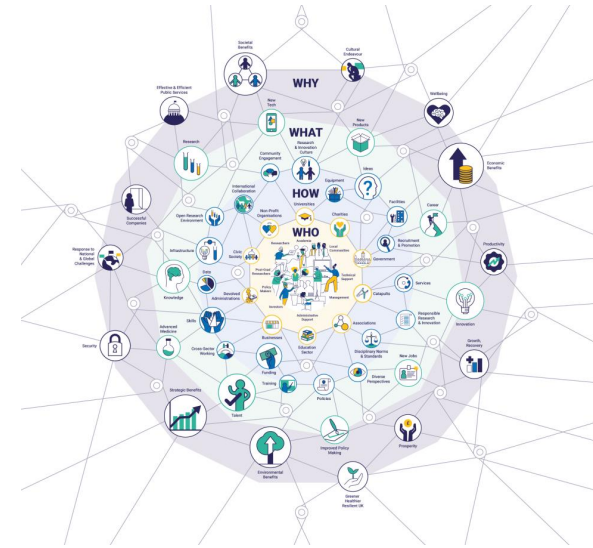 Societal
Benefits
Cultural
Endeavour
WHY
Effective & Efficient
Public Services
Wellbeing
New
Tech
New
Products
WHAT
Research
Research
& Innovation
Culture
Community
Engagement
Ideas
Economic
Benefits
Equipment
International
Collaboration
HOW
Career
Facilities
Successful
Companies
Open Research
Environment
Non-Profit
Organisations
Universities
Charities
WHO
Recruitment
& Promotion
Researchers
Academia
Local
Communities
Response to
National
& Global
Challenges
Infrastructure
Civic
Society
Government
Productivity
Technical
Support
Data
Policy
Makers
Knowledge
Devolved
Administrations
Management
Catapults
Services
Innovation
Administrative
Support
Skills
Associations
Responsible
Research
& Innovation
Security
Advanced
Medicine
Businesses
Education
Sector
Cross-Sector
Working
Disciplinary Norms
& Standards
Growth,
Recovery
Funding
New Jobs
Diverse
Perspectives
Training
Strategic Benefits
Policies
Talent
Improved Policy
Making
Prosperity
Environmental
Benefits
Greener
Healthier
Resilient UK